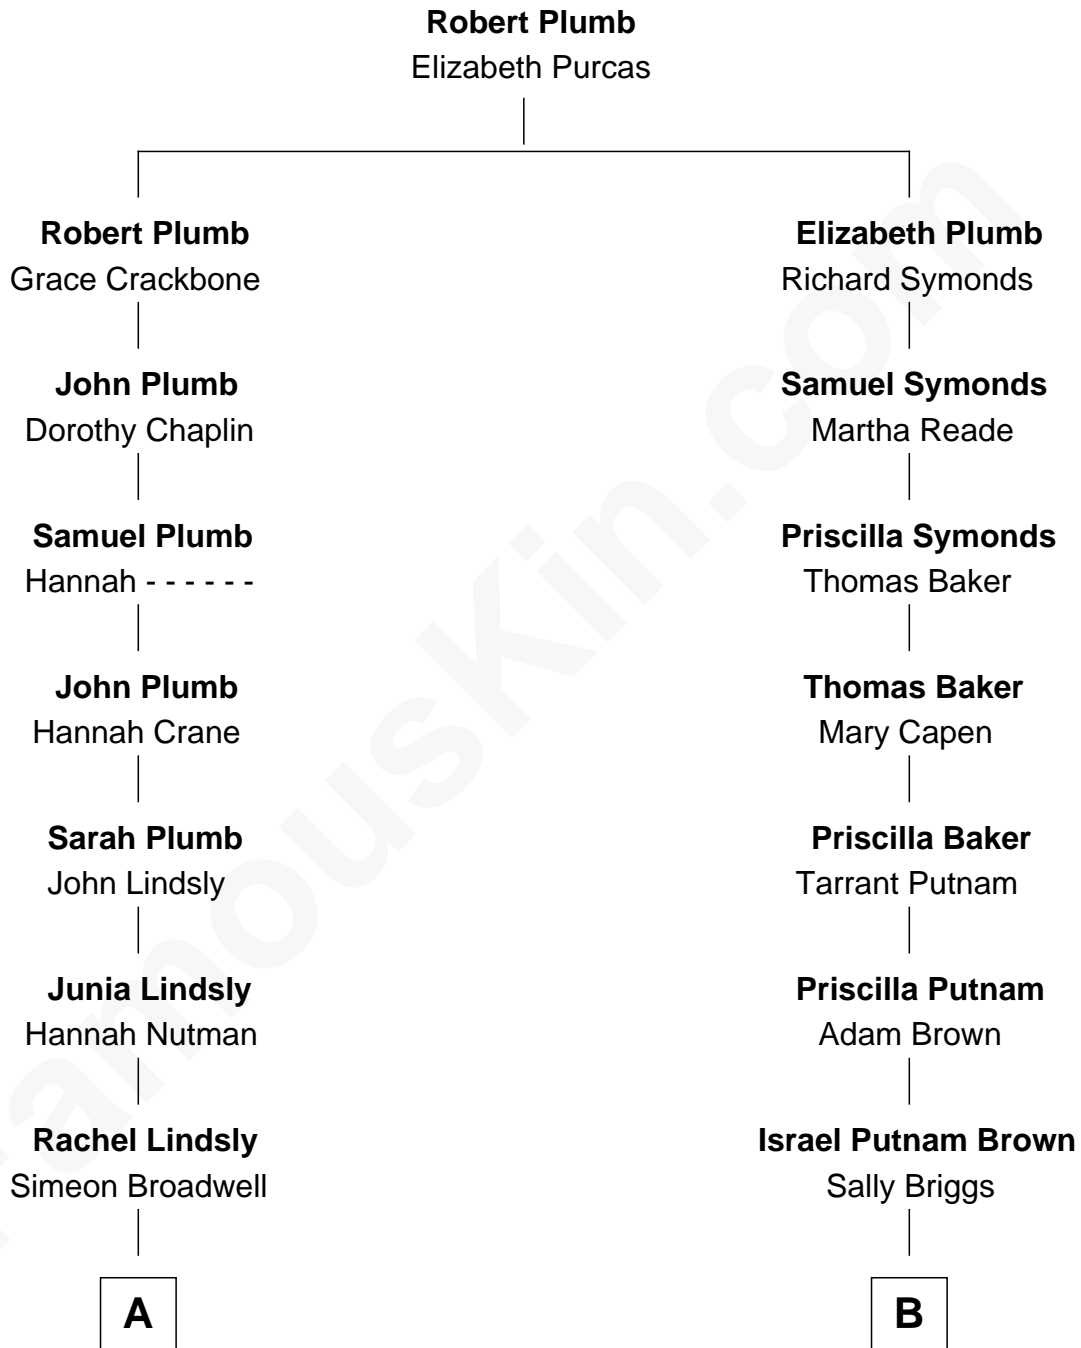 Robert Plumb
Elizabeth Purcas
Robert Plumb
Grace Crackbone
John Plumb
Dorothy Chaplin
Samuel Plumb
Hannah - - - - - -
John Plumb
Hannah Crane
Sarah Plumb
John Lindsly
Junia Lindsly
Hannah Nutman
Rachel Lindsly
Simeon Broadwell
A
Elizabeth Plumb
Richard Symonds
Samuel Symonds
Martha Reade
Priscilla Symonds
Thomas Baker
Thomas Baker
Mary Capen
Priscilla Baker
Tarrant Putnam
Priscilla Putnam
Adam Brown
Israel Putnam Brown
Sally Briggs
B
FamousKin.com